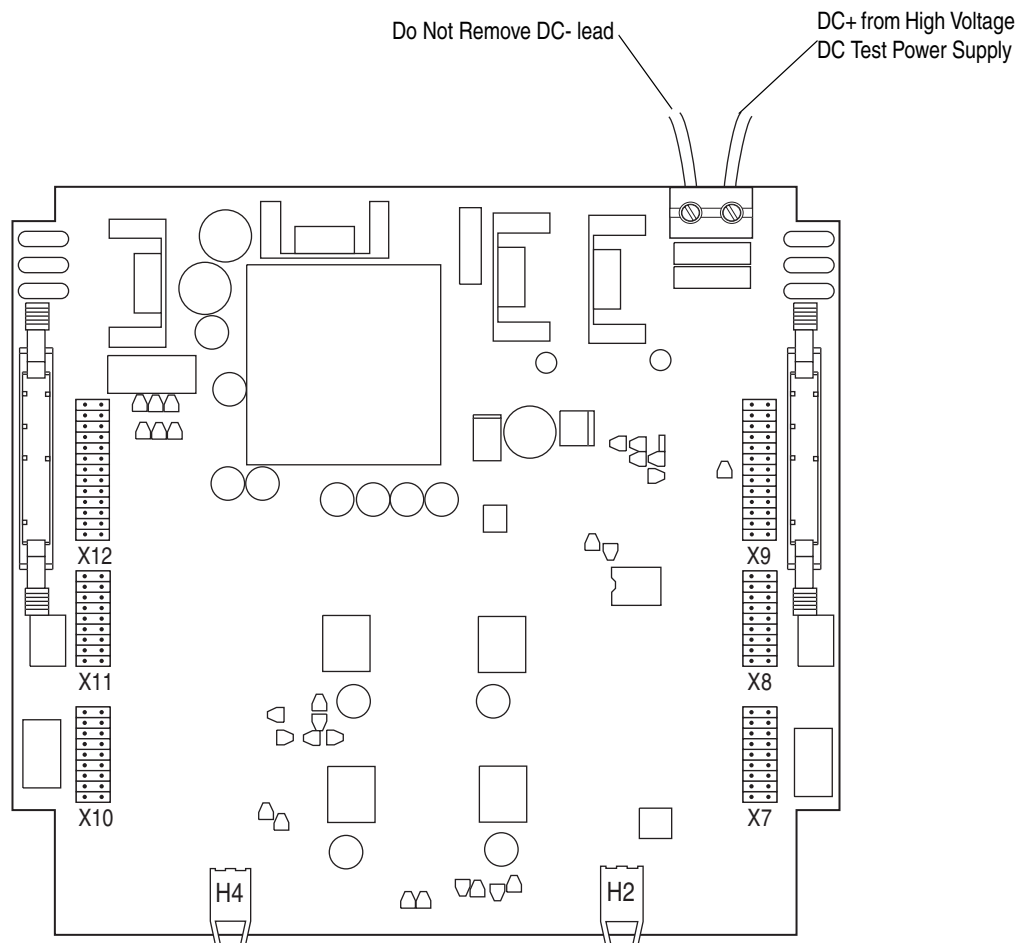 Do Not Remove DC- lead
DC+ from High Voltage
DC Test Power Supply
X12
X9
X11
X8
X10
X7
H4
H2